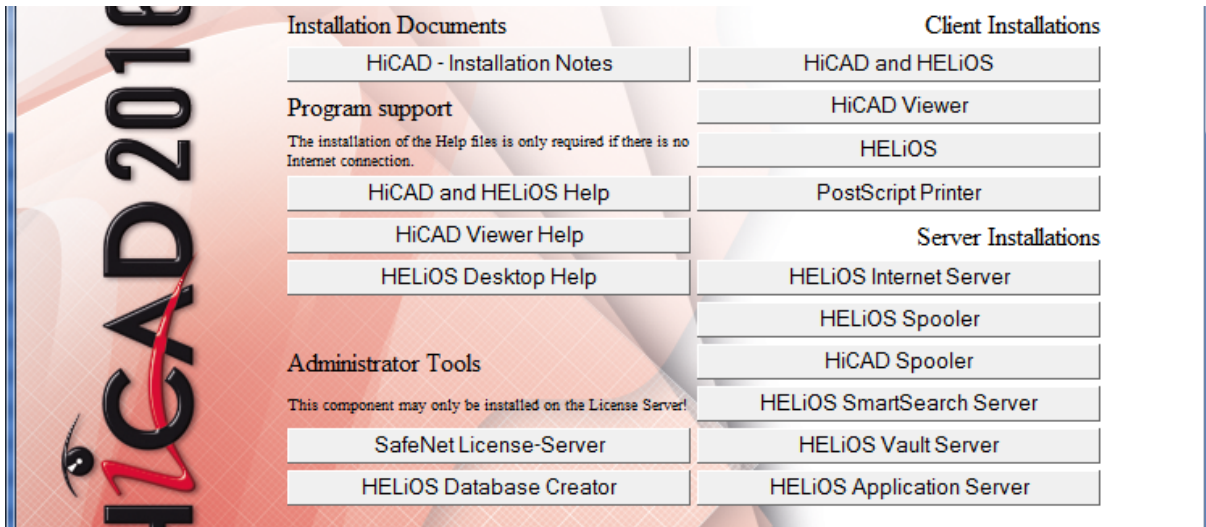 HiCAD 201
Installation Documents
HiCAD - Installation Notes
Program support
The installation of the Help files is only required if there is no
Internet connection.
HiCAD and HELiOS Help
HiCAD Viewer Help
HELiOS Desktop Help
Administrator Tools
This component may only be installed on the License Server!
SafeNet License-Server
HELiOS Database Creator
Client Installations
HiCAD and HELiOS
HiCAD Viewer
HELiOS
PostScript Printer
Server Installations
HELiOS Internet Server
HELiOS Spooler
HiCAD Spooler
HELiOS SmartSearch Server
HELiOS Vault Server
HELiOS Application Server